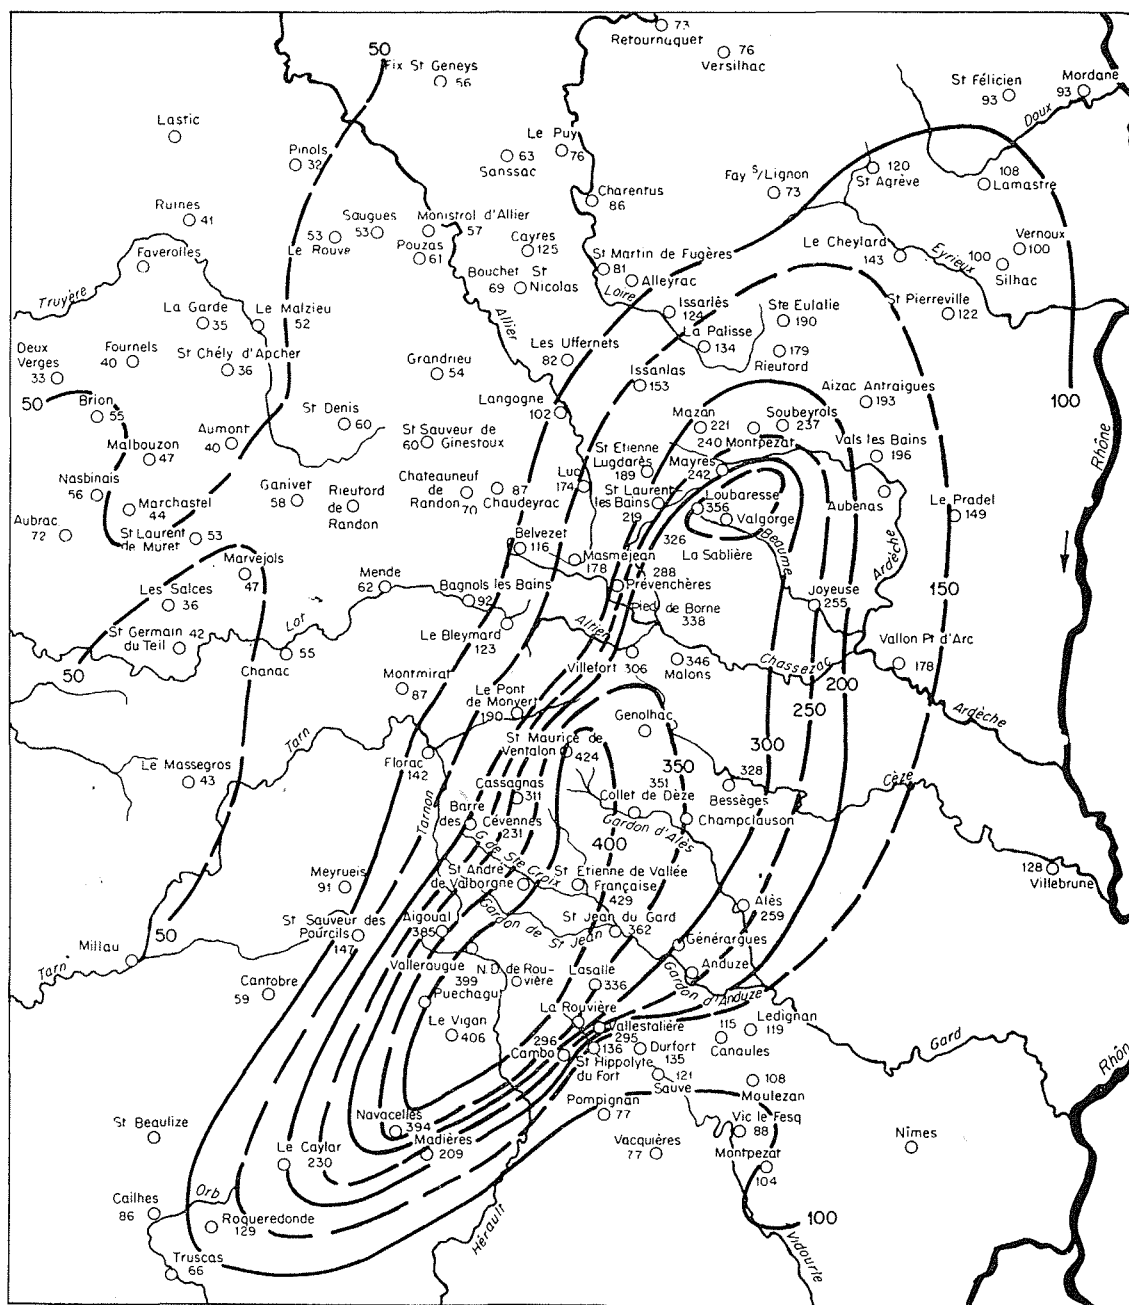 73
Retournaguet
76
Versilhac
50
Fix St Geneys
56
St Félicien
93
Mordane
93
Doux
Lastic
Le Puy
76
63
Sanssac
Pinols
32
Charentus
86
Fay S/Lignon
73
120
St Agrève
108
Lamastre
Ruines
41
Saugues
53
53
Le Rouve
Monistrol d'Allier
57
Pouzas
61
Cayres
125
St Martin de Fugères
81
Alleyrac
Le Cheylard
143
Eyrieux
Vernoux
100
100
Silhac
Faverolles
Truyère
Bouchet St
69 Nicolas
Loire
Allier
La Garde
35
Le Malzieu
52
Issarlès
124
Ste Eulalie
190
St Pierreville
122
La Palisse
134
179
Rieutord
Deux
Verges
33
Fournels
40
St Chély d'Apcher
36
Grandrieu
54
Les Uffernets
82
Issanlas
153
Aizac Antraigues
193
100
50
Brion
55
St Denis
60
Langogne
102
Mazan
221
Soubeyrols
237
240
Montpezat
Rhône
Malbouzon
47
Aumont
40
St Sauveur de
60 Ginestoux
St Etienne
Lugdarès
189
Mayres
242
Vals les Bains
196
Nasbinals
56
Ganivet
58
Rieutord
de
Randon
Chateauneuf
de
Randon
70
87
Chaudeyrac
Luc
174
St Laurent-
les Bains
219
Loubaresse
356
Valgorge
Aubenas
Le Pradel
149
Marchastel
44
Aubrac
72
St Laurent
de Muret
53
Belvezet
116
Masméjean
178
326
La Sablière
Beaume
Ardèche
Marvejols
47
Mende
62
Bagnols les Bains
92
288
Prévenchères
Joyeuse
255
150
Les Salces
36
Pied de Borne
338
Altier
St Germain
du Teil
42
Lot
55
Chanac
Le Bleymard
123
Villefort 306
346
Malons
Chassezac
Vallon Pt d'Arc
178
50
Montmirat
87
Le Pont
de Monvert
190
200
250
Ardèche
Tarn
Genolhac
St Maurice de
Ventalon
424
300
Florac
142
350
Le Massegros
43
Cassagnas
311
351
328
Bessèges
Cèze
Collet de Dèze
Tarnon
Barre
des
Cévennes
231
Gardon d'Alès
Champclauson
400
G. de Ste Croix
Meyrueis
91
St André
de Valborgne
St Etienne de Vallée
Française
429
128
Villebrune
50
St Sauveur des
Pourcils
147
Aigoual
385
Gardon de St Jean
St Jean du Gard
362
Alès
259
Millau
Générargues
Tarn
Valleraugue
399
N.D. de Rou-
vière
Lasalle
336
Anduze
Gardon d'Anduze
Cantobre
59
Puechagut
La Rouvière
Vallestalière
295
Ledignan
115
119
Canaules
Gard
Le Vigan
406
296
Cambo
136
St Hippolyte
du Fort
Durfort
135
121
Sauve
108
Moulezan
Rhône
Pompignan
77
Navacelles
394
St Beaulize
Vic le Fesq
88
Nîmes
Madières
209
Vacquières
77
Montpezat
104
Le Caylar
230
Orb
Cailhes
86
Roqueredonde
129
Hérault
100
Vidourle
Truscas
66